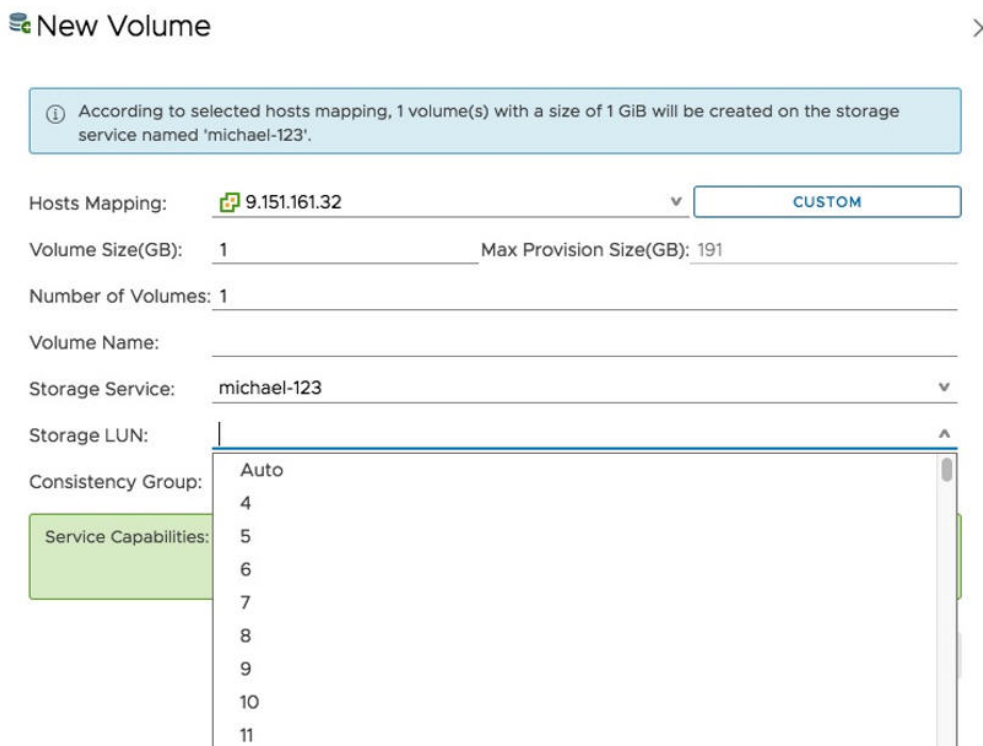 New Volume
According to selected hosts mapping, 1 volume(s) with a size of 1 GiB will be created on the storage
service named 'michael-123'.
Hosts Mapping: 9.151.161.32 CUSTOM
Volume Size(GB): 1 Max Provision Size(GB): 191
Number of Volumes: 1
Volume Name:
Storage Service: michael-123
Storage LUN:
Auto
Consistency Group:
4
Service Capabilities: 5
6
7
8
9
10
11